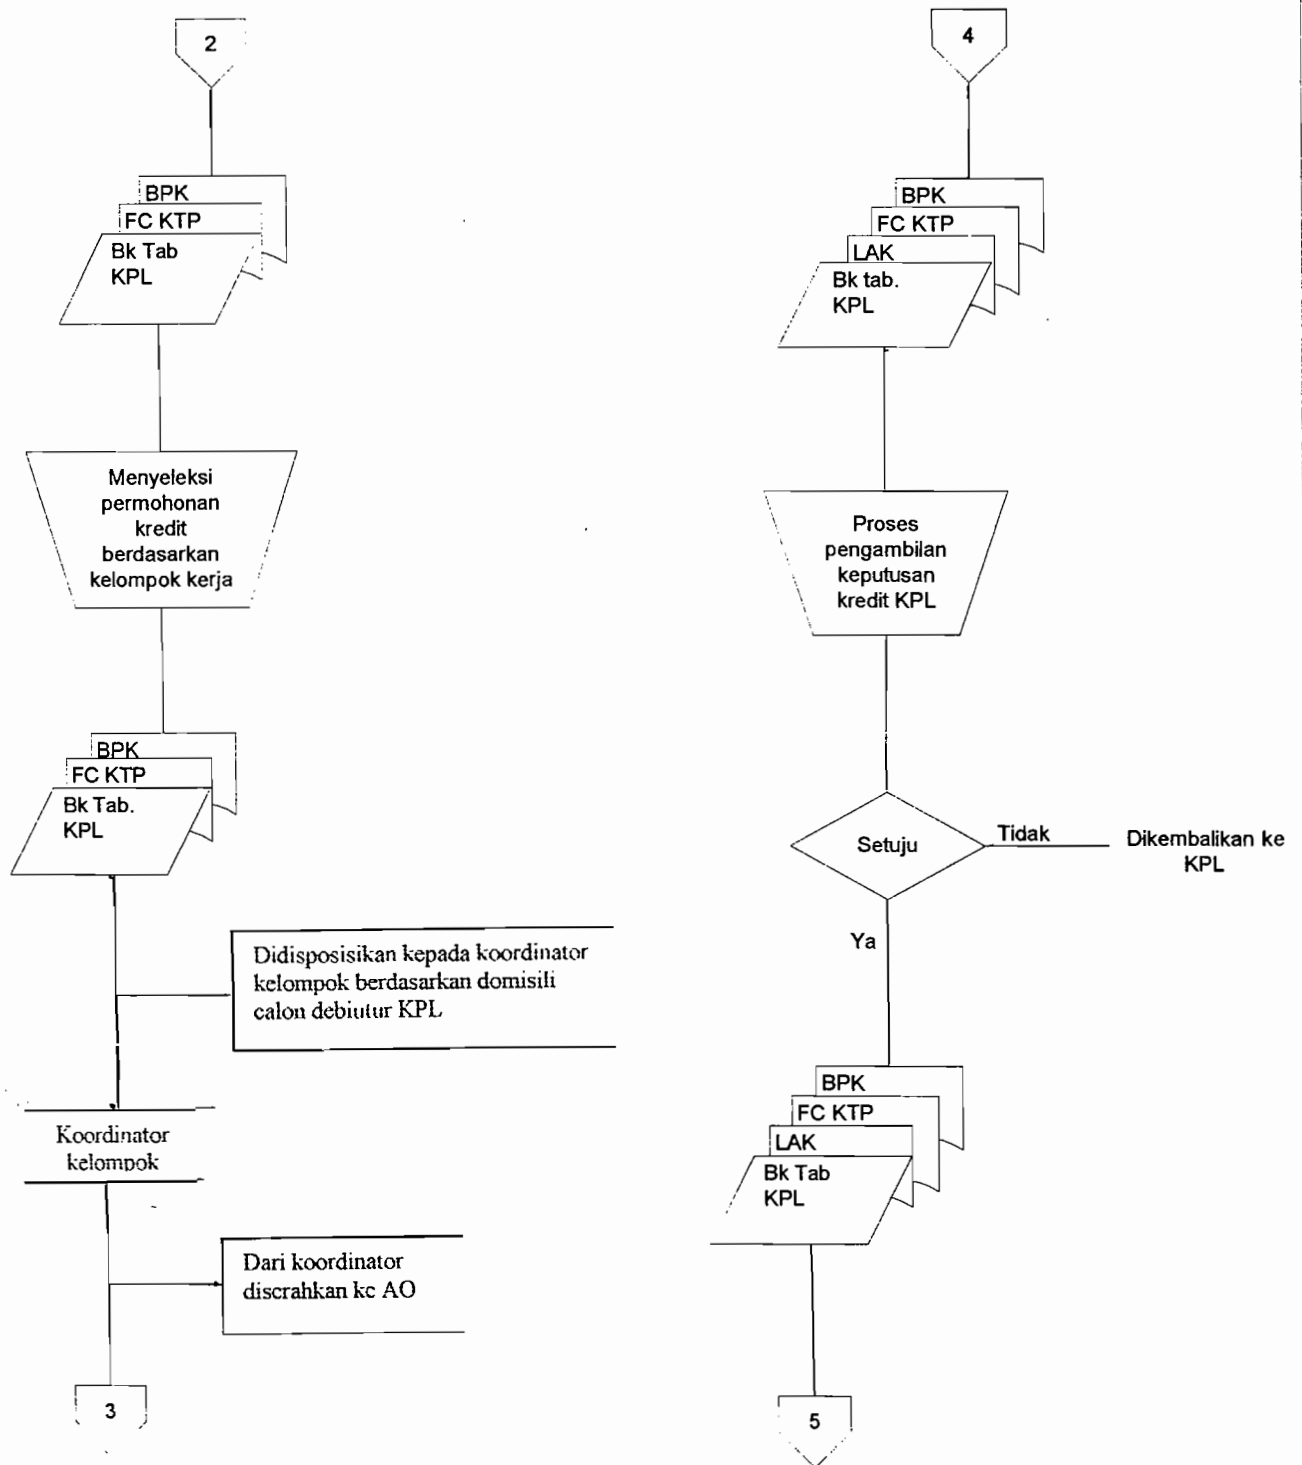 2
BPK
FC KTP
Bk Tab
KPL
Menyeleksi
permohonan
kredit
berdasarkan
kelompok kerja
BPK
FC KTP
Bk Tab.
KPL
Didisposisikan kepada koordinator
kelompok berdasarkan domisili
calon debiutur KPL
Koordinator
kelompok
Dari koordinator
diserahkan ke AO
3
4
BPK
FC KTP
LAK
Bk tab.
KPL
Proses
pengambilan
keputusan
kredit KPL
Setuju
Tidak
Dikembalikan ke
KPL
Ya
BPK
FC KTP
LAK
Bk Tab
KPL
5